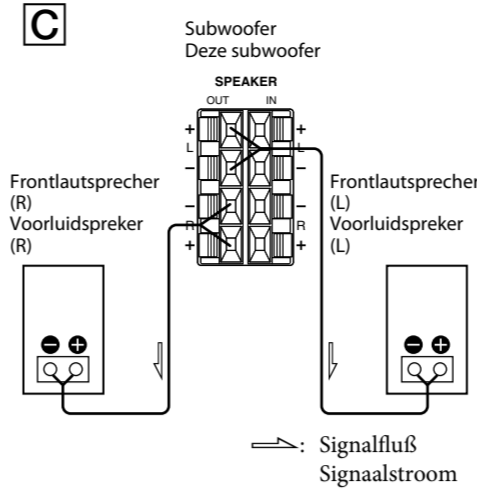 C
Subwoofer
Deze subwoofer
SPEAKER
OUT IN
+ +
L L
− −
Frontlautsprecher
(R)
Voorluidspreker
(R)
Frontlautsprecher
(L)
Voorluidspreker
(L)
− −
R R
+ +
− +
− +
: Signalfluß
Signaalstroom